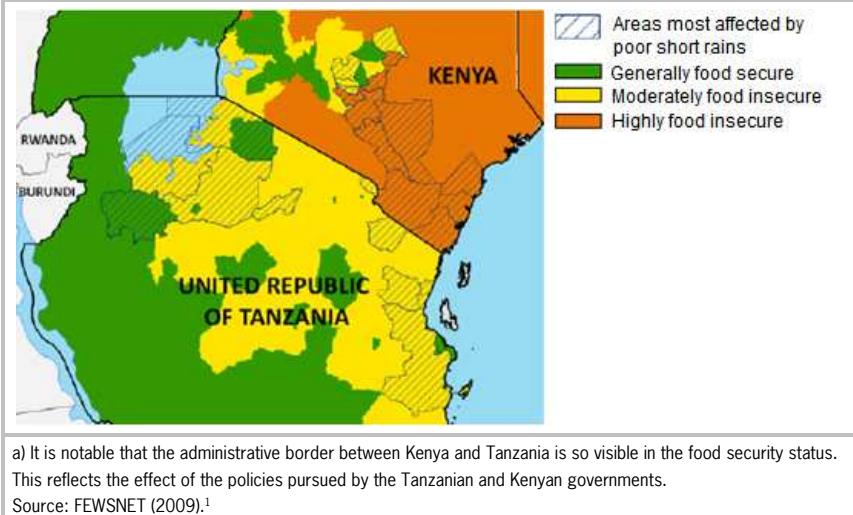 Areas most affected by
poor short rains
Generally food secure
Moderately food insecure
Highly food insecure
KENYA
RWANDA
BURUNDI
UNITED REPUBLIC
OF TANZANIA
a) It is notable that the administrative border between Kenya and Tanzania is so visible in the food security status.
This reflects the effect of the policies pursued by the Tanzanian and Kenyan governments.
Source: FEWSNET (2009).¹